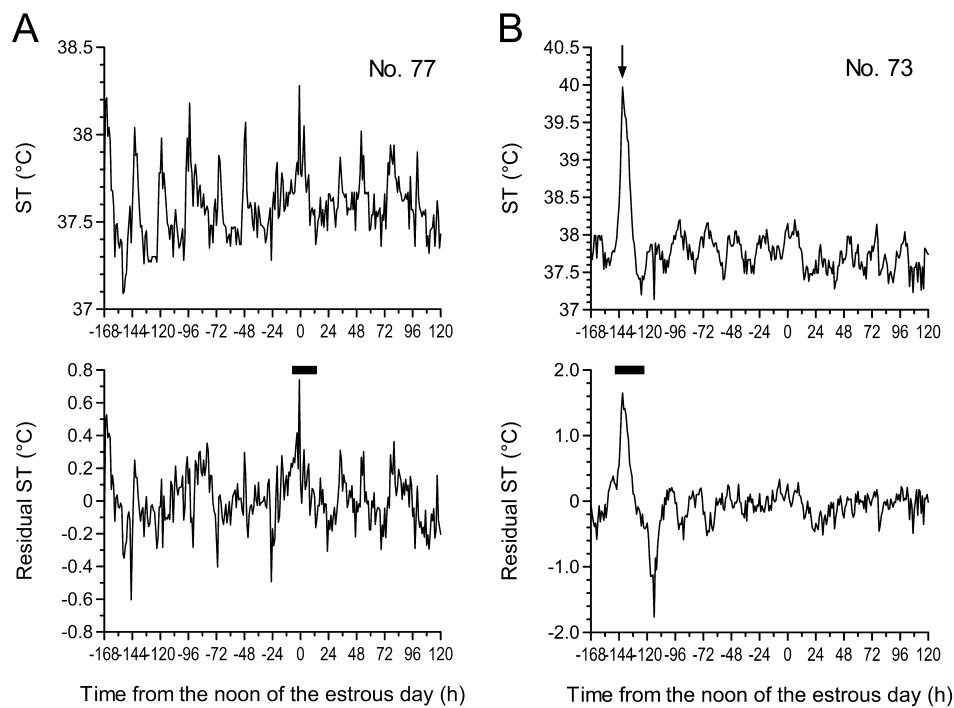 A
B
38.5
38
37.5
37
ST (°C)
No. 77
-168-144-120 -96 -72 -48 -24 0 24 48 72 96 120
40.5
40
39.5
39
38.5
38
37.5
37
ST (°C)
No. 73
-168-144-120 -96 -72 -48 -24 0 24 48 72 96 120
0.8
0.6
0.4
0.2
0
-0.2
-0.4
-0.6
-0.8
Residual ST (°C)
-168-144-120 -96 -72 -48 -24 0 24 48 72 96 120
Time from the noon of the estrous day (h)
2.0
1.0
0
-1.0
-2.0
Residual ST (°C)
-168-144-120 -96 -72 -48 -24 0 24 48 72 96 120
Time from the noon of the estrous day (h)